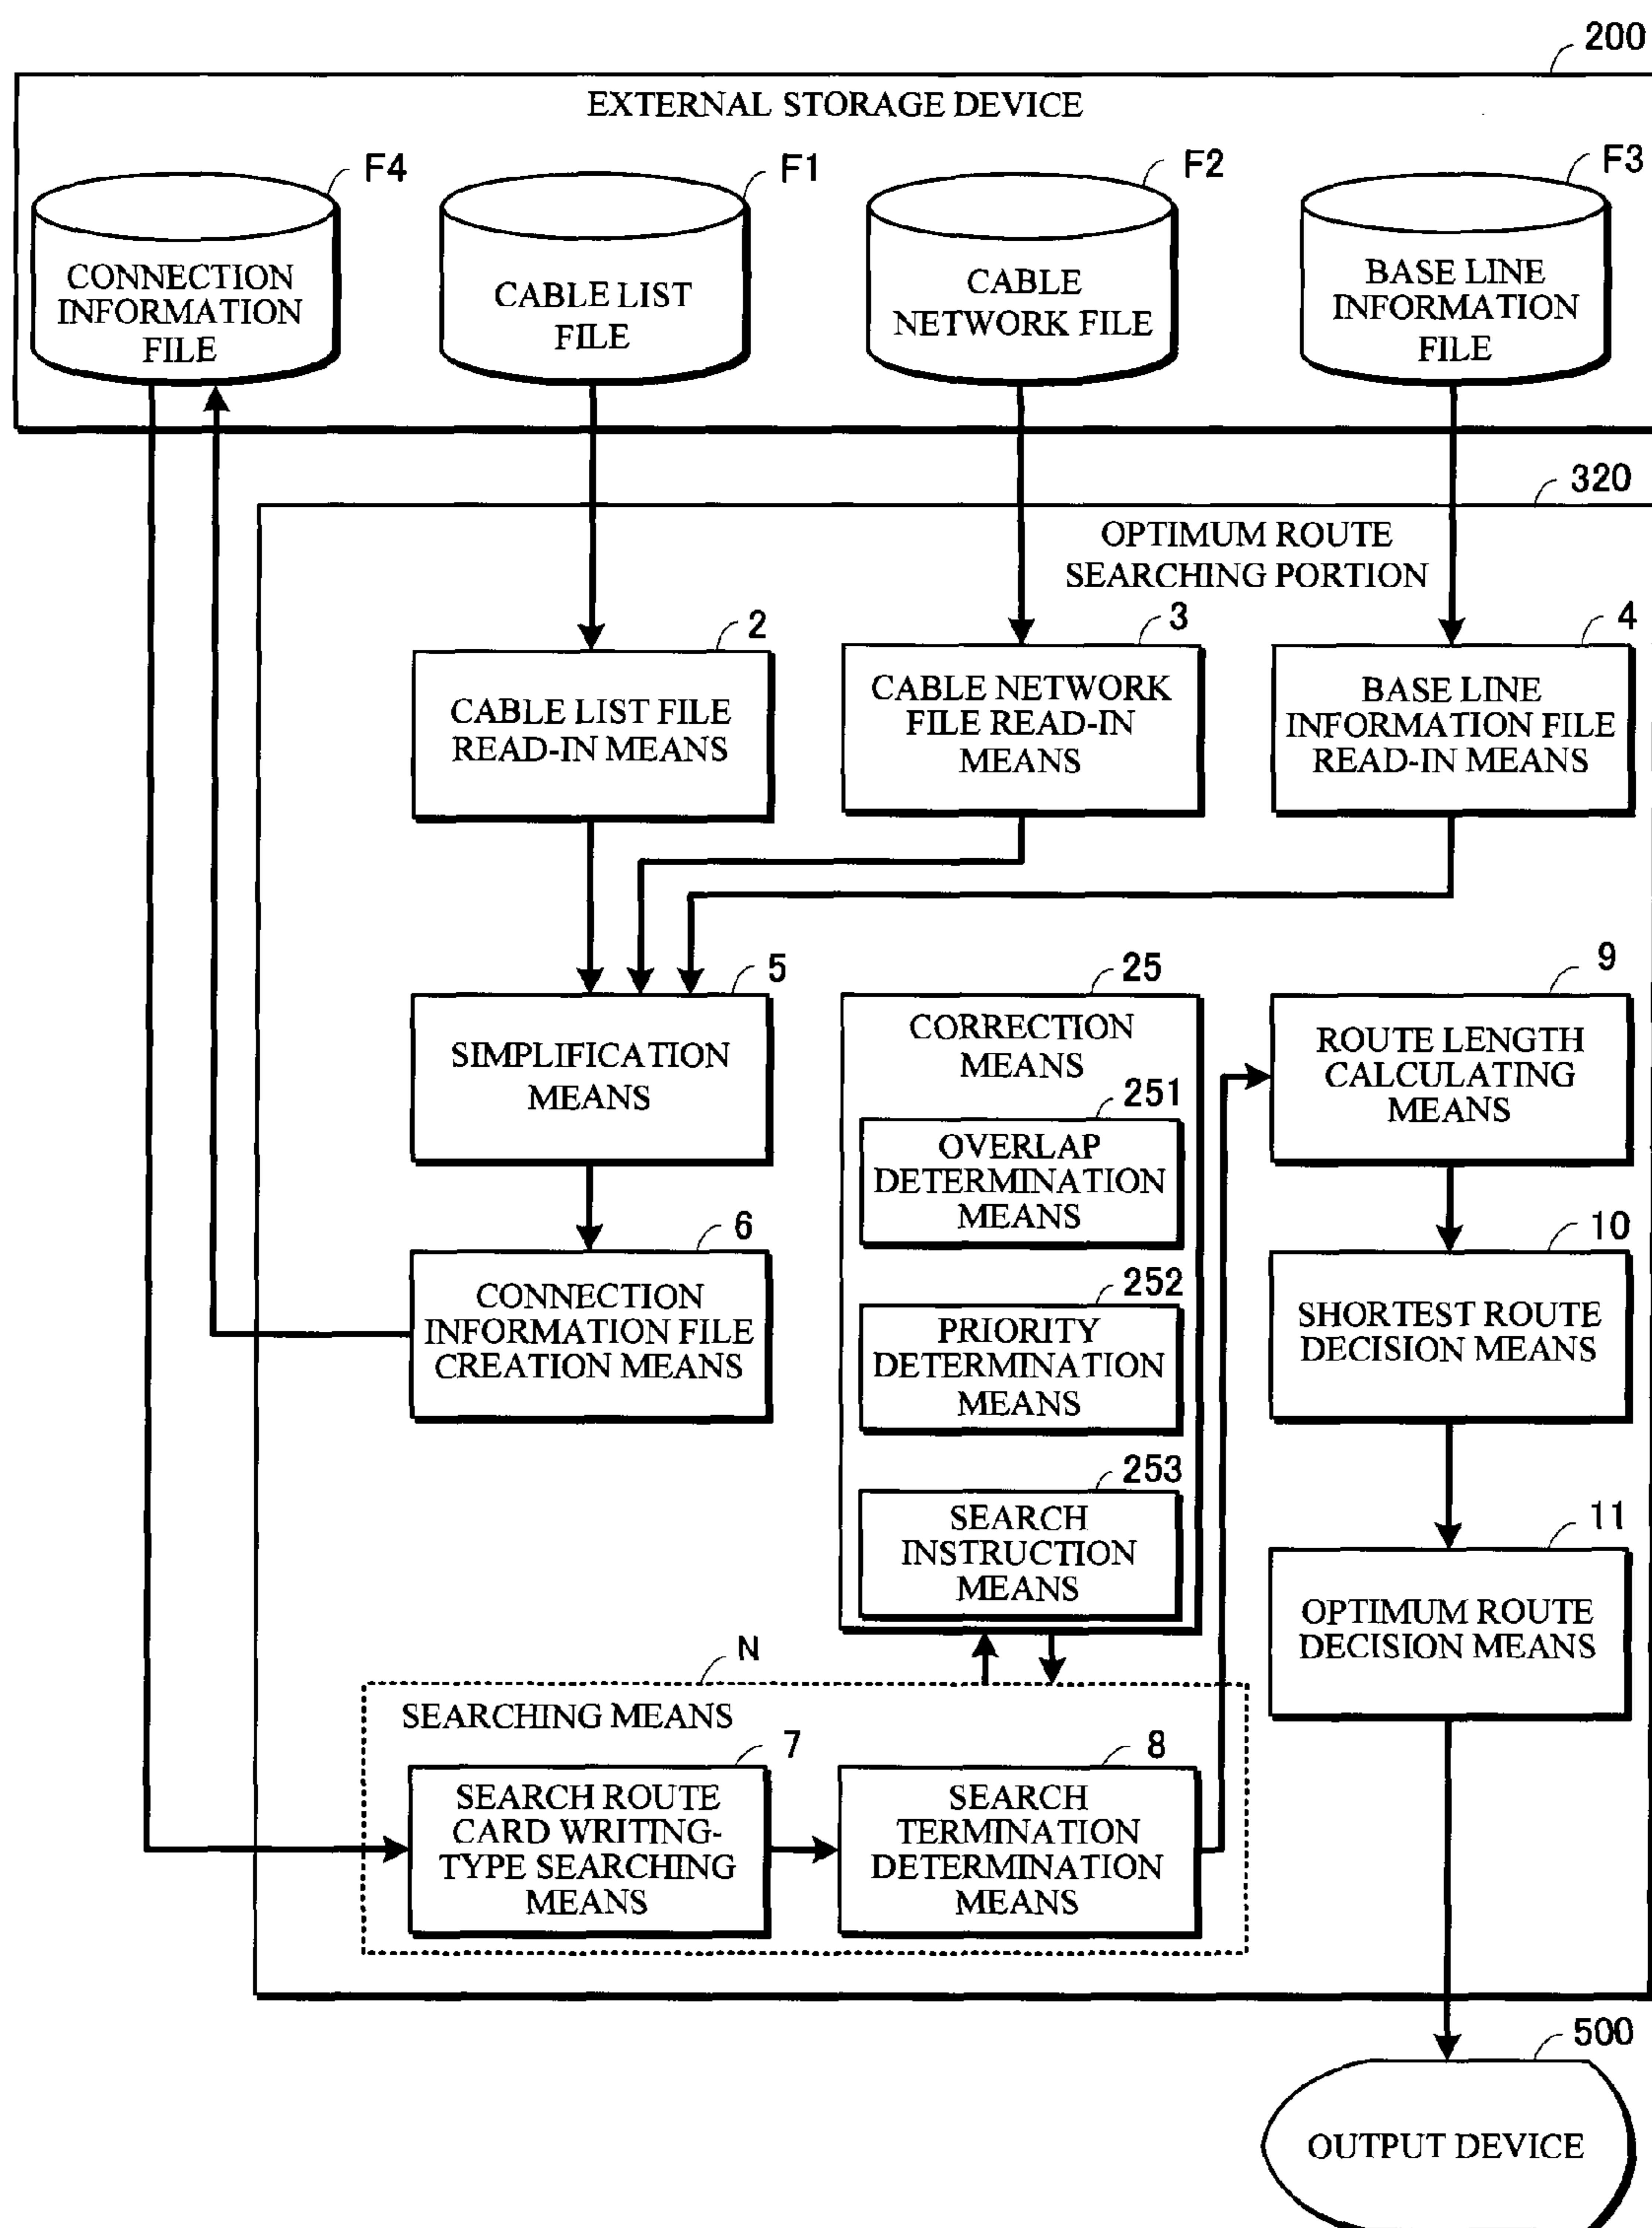 200
EXTERNAL STORAGE DEVICE
F4
F1
F2
F3
CONNECTION
INFORMATION
FILE
CABLE LIST
FILE
CABLE
NETWORK FILE
BASE LINE
INFORMATION
FILE
320
OPTIMUM ROUTE
SEARCHING PORTION
2
3
4
CABLE LIST FILE
READ-IN MEANS
CABLE NETWORK
FILE READ-IN
MEANS
BASE LINE
INFORMATION FILE
READ-IN MEANS
5
25
9
SIMPLIFICATION
MEANS
CORRECTION
MEANS
ROUTE LENGTH
CALCULATING
MEANS
251
OVERLAP
DETERMINATION
MEANS
6
10
CONNECTION
INFORMATION FILE
CREATION MEANS
252
PRIORITY
DETERMINATION
MEANS
SHORTEST ROUTE
DECISION MEANS
253
SEARCH
INSTRUCTION
MEANS
11
OPTIMUM ROUTE
DECISION MEANS
N
SEARCHING MEANS
7
8
SEARCH ROUTE
CARD WRITING-
TYPE SEARCHING
MEANS
SEARCH
TERMINATION
DETERMINATION
MEANS
500
OUTPUT DEVICE